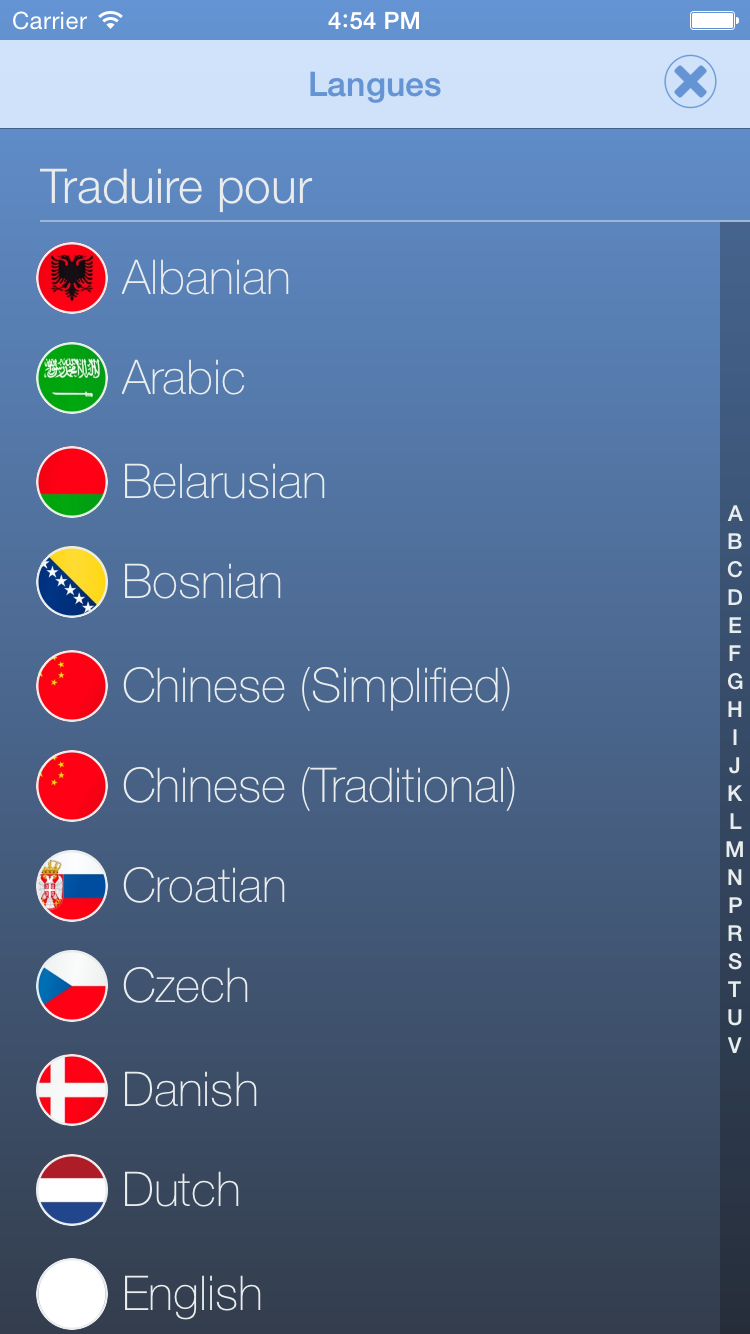 Carrier 4:54 PM
Langues
Traduire pour
Albanian
Arabic
Belarusian
Bosnian
Chinese (Simplified)
Chinese (Traditional)
Croatian
Czech
Danish
Dutch
English
A
B
C
D
E
F
G
H
I
J
K
L
M
N
P
R
S
T
U
V